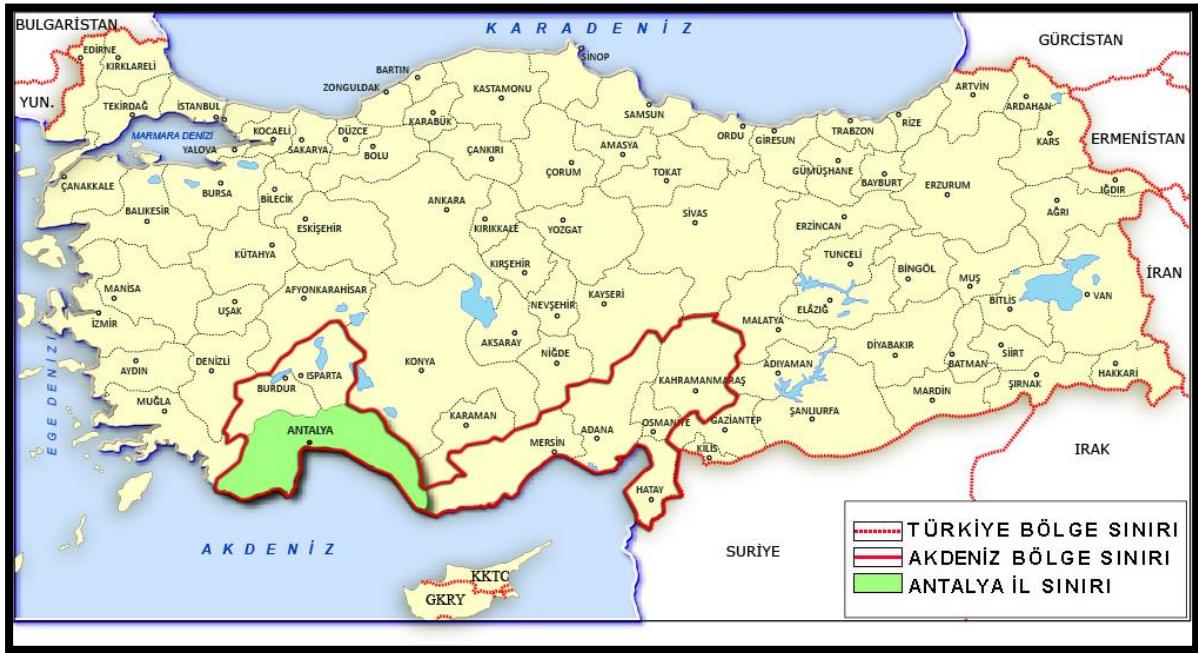 BULGARİSTAN
KARADENİZ
GÜRCİSTAN
EDİRNE
KIRKLARELİ
SİNOP
BARTIN
ZONGULDAK
KASTAMONU
ARTVİN
YUN.
TEKİRDAĞ
İSTANBUL
KARABÜK
SAMSUN
ARDAHAN
MARMARA DENİZİ
KOCAELİ
DÜZCE
ORDU
GİRESUN
TRABZON
RİZE
ERMENİSTAN
YALOVA
SAKARYA
BOLU
ÇANKIRI
AMASYA
KARS
ÇANAKKALE
BURSA
BİLECİK
ÇORUM
TOKAT
GÜMÜŞHANE
BAYBURT
ERZURUM
IĞDIR
BALIKESİR
ESKİŞEHİR
ANKARA
KIRIKKALE
YOZGAT
SİVAS
ERZİNCAN
AĞRI
KÜTAHYA
KIRŞEHİR
TUNCELİ
BİNGÖL
MUŞ
İRAN
MANİSA
AFYONKARAHİSAR
NEVŞEHİR
KAYSERİ
BİTLİS
VAN
İZMİR
UŞAK
AKSARAY
ELÂZIĞ
MALATYA
EGE DENİZİ
AYDIN
DENİZLİ
KONYA
NİĞDE
DİYABAKIR
SİİRT
BURDUR
ISPARTA
KAHRAMANMARAŞ
ADIYAMAN
BATMAN
HAKKARİ
MUĞLA
MARDİN
ŞIRNAK
ANTALYA
KARAMAN
MERSİN
ADANA
OSMANİYE
GAZİANTEP
ŞANLIURFA
KİLİS
IRAK
HATAY
AKDENİZ
SURİYE
KKTC
GKRY
TÜRKİYE BÖLGE SINIRI
AKDENİZ BÖLGE SINIRI
ANTALYA İL SINIRI